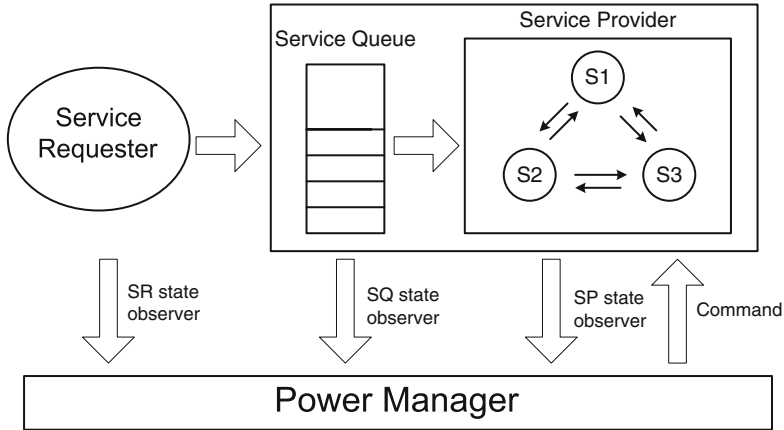 Service Provider
Service Queue
S1
Service
Requester
S2
S3
SR state
observer
SQ state
observer
SP state
observer
Command
Power Manager